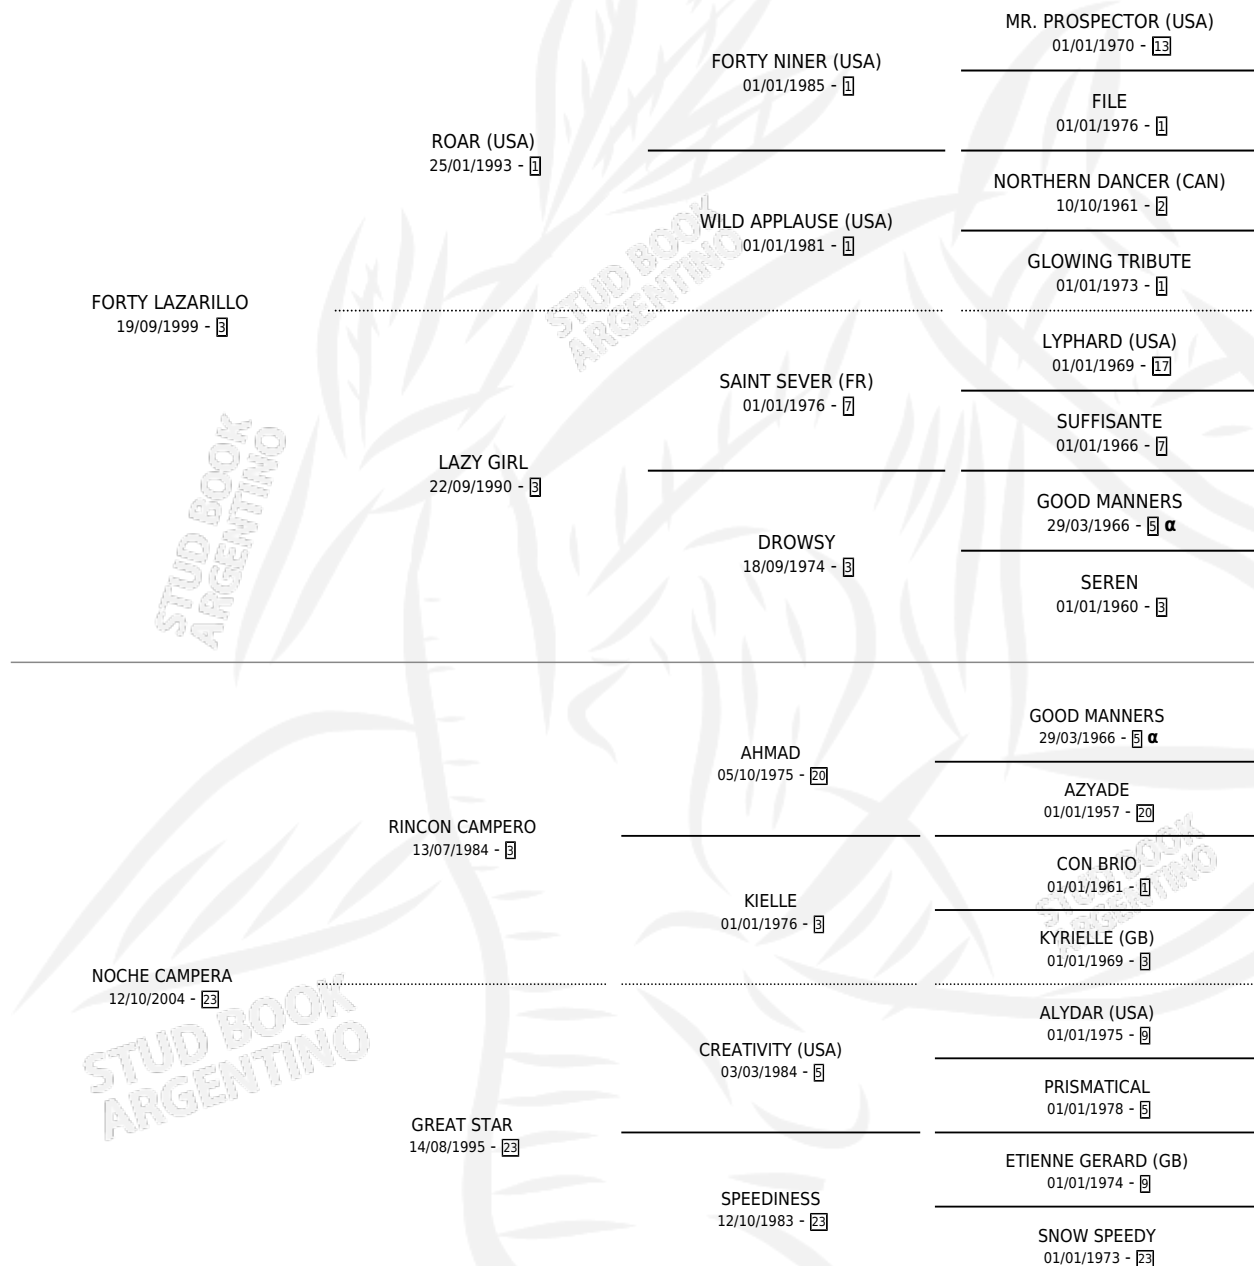 MR. PROSPECTOR (USA)
01/01/1970 - 13
FORTY NINER (USA)
01/01/1985 - 1
FILE
01/01/1976 - 1
ROAR (USA)
25/01/1993 - 1
NORTHERN DANCER (CAN)
10/10/1961 - 2
WILD APPLAUSE (USA)
01/01/1981 - 1
GLOWING TRIBUTE
01/01/1973 - 1
FORTY LAZARILLO
19/09/1999 - 3
LYPHARD (USA)
01/01/1969 - 17
SAINT SEVER (FR)
01/01/1976 - 7
SUFFISANTE
01/01/1966 - 7
LAZY GIRL
22/09/1990 - 3
GOOD MANNERS
29/03/1966 - 5 α
DROWSY
18/09/1974 - 3
SEREN
01/01/1960 - 3
GOOD MANNERS
29/03/1966 - 5 α
AHMAD
05/10/1975 - 20
AZYADE
01/01/1957 - 20
RINCON CAMPERO
13/07/1984 - 3
CON BRIO
01/01/1961 - 1
KIELLE
01/01/1976 - 3
KYRIELLE (GB)
01/01/1969 - 3
NOCHE CAMPERA
12/10/2004 - 23
ALYDAR (USA)
01/01/1975 - 9
CREATIVITY (USA)
03/03/1984 - 5
PRISMATICAL
01/01/1978 - 5
GREAT STAR
14/08/1995 - 23
ETIENNE GERARD (GB)
01/01/1974 - 9
SPEEDINESS
12/10/1983 - 23
SNOW SPEEDY
01/01/1973 - 23
STUD BOOK
ARGENTINO
STUD BOOK
ARGENTINO
STUD BOOK
ARGENTINO
STUD BOOK
ARGENTINO